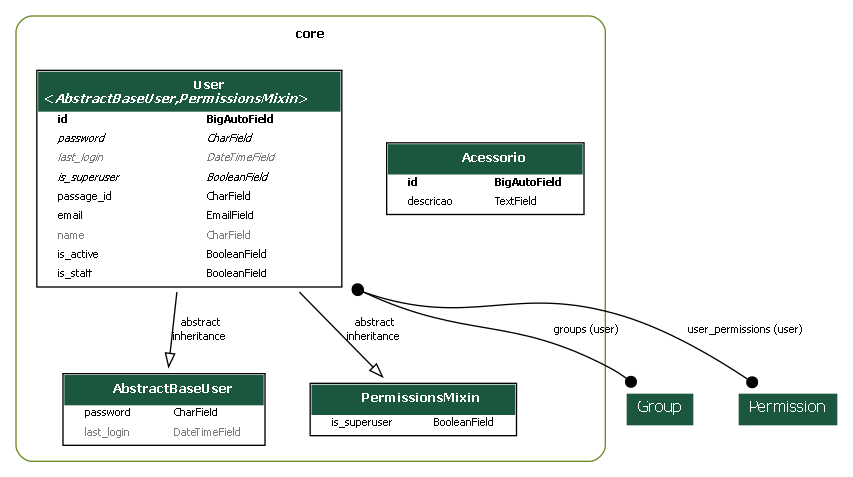 core
User
<AbstractBaseUser,PermissionsMixin>
id BigAutoField
password CharField
last_login DateTimeField
is_superuser BooleanField
passage_id CharField
email EmailField
name CharField
is_active BooleanField
is_staff BooleanField
Acessorio
id BigAutoField
descricao TextField
abstract
inheritance
abstract
inheritance
groups (user)
user_permissions (user)
AbstractBaseUser
password CharField
last_login DateTimeField
PermissionsMixin
is_superuser BooleanField
Group
Permission